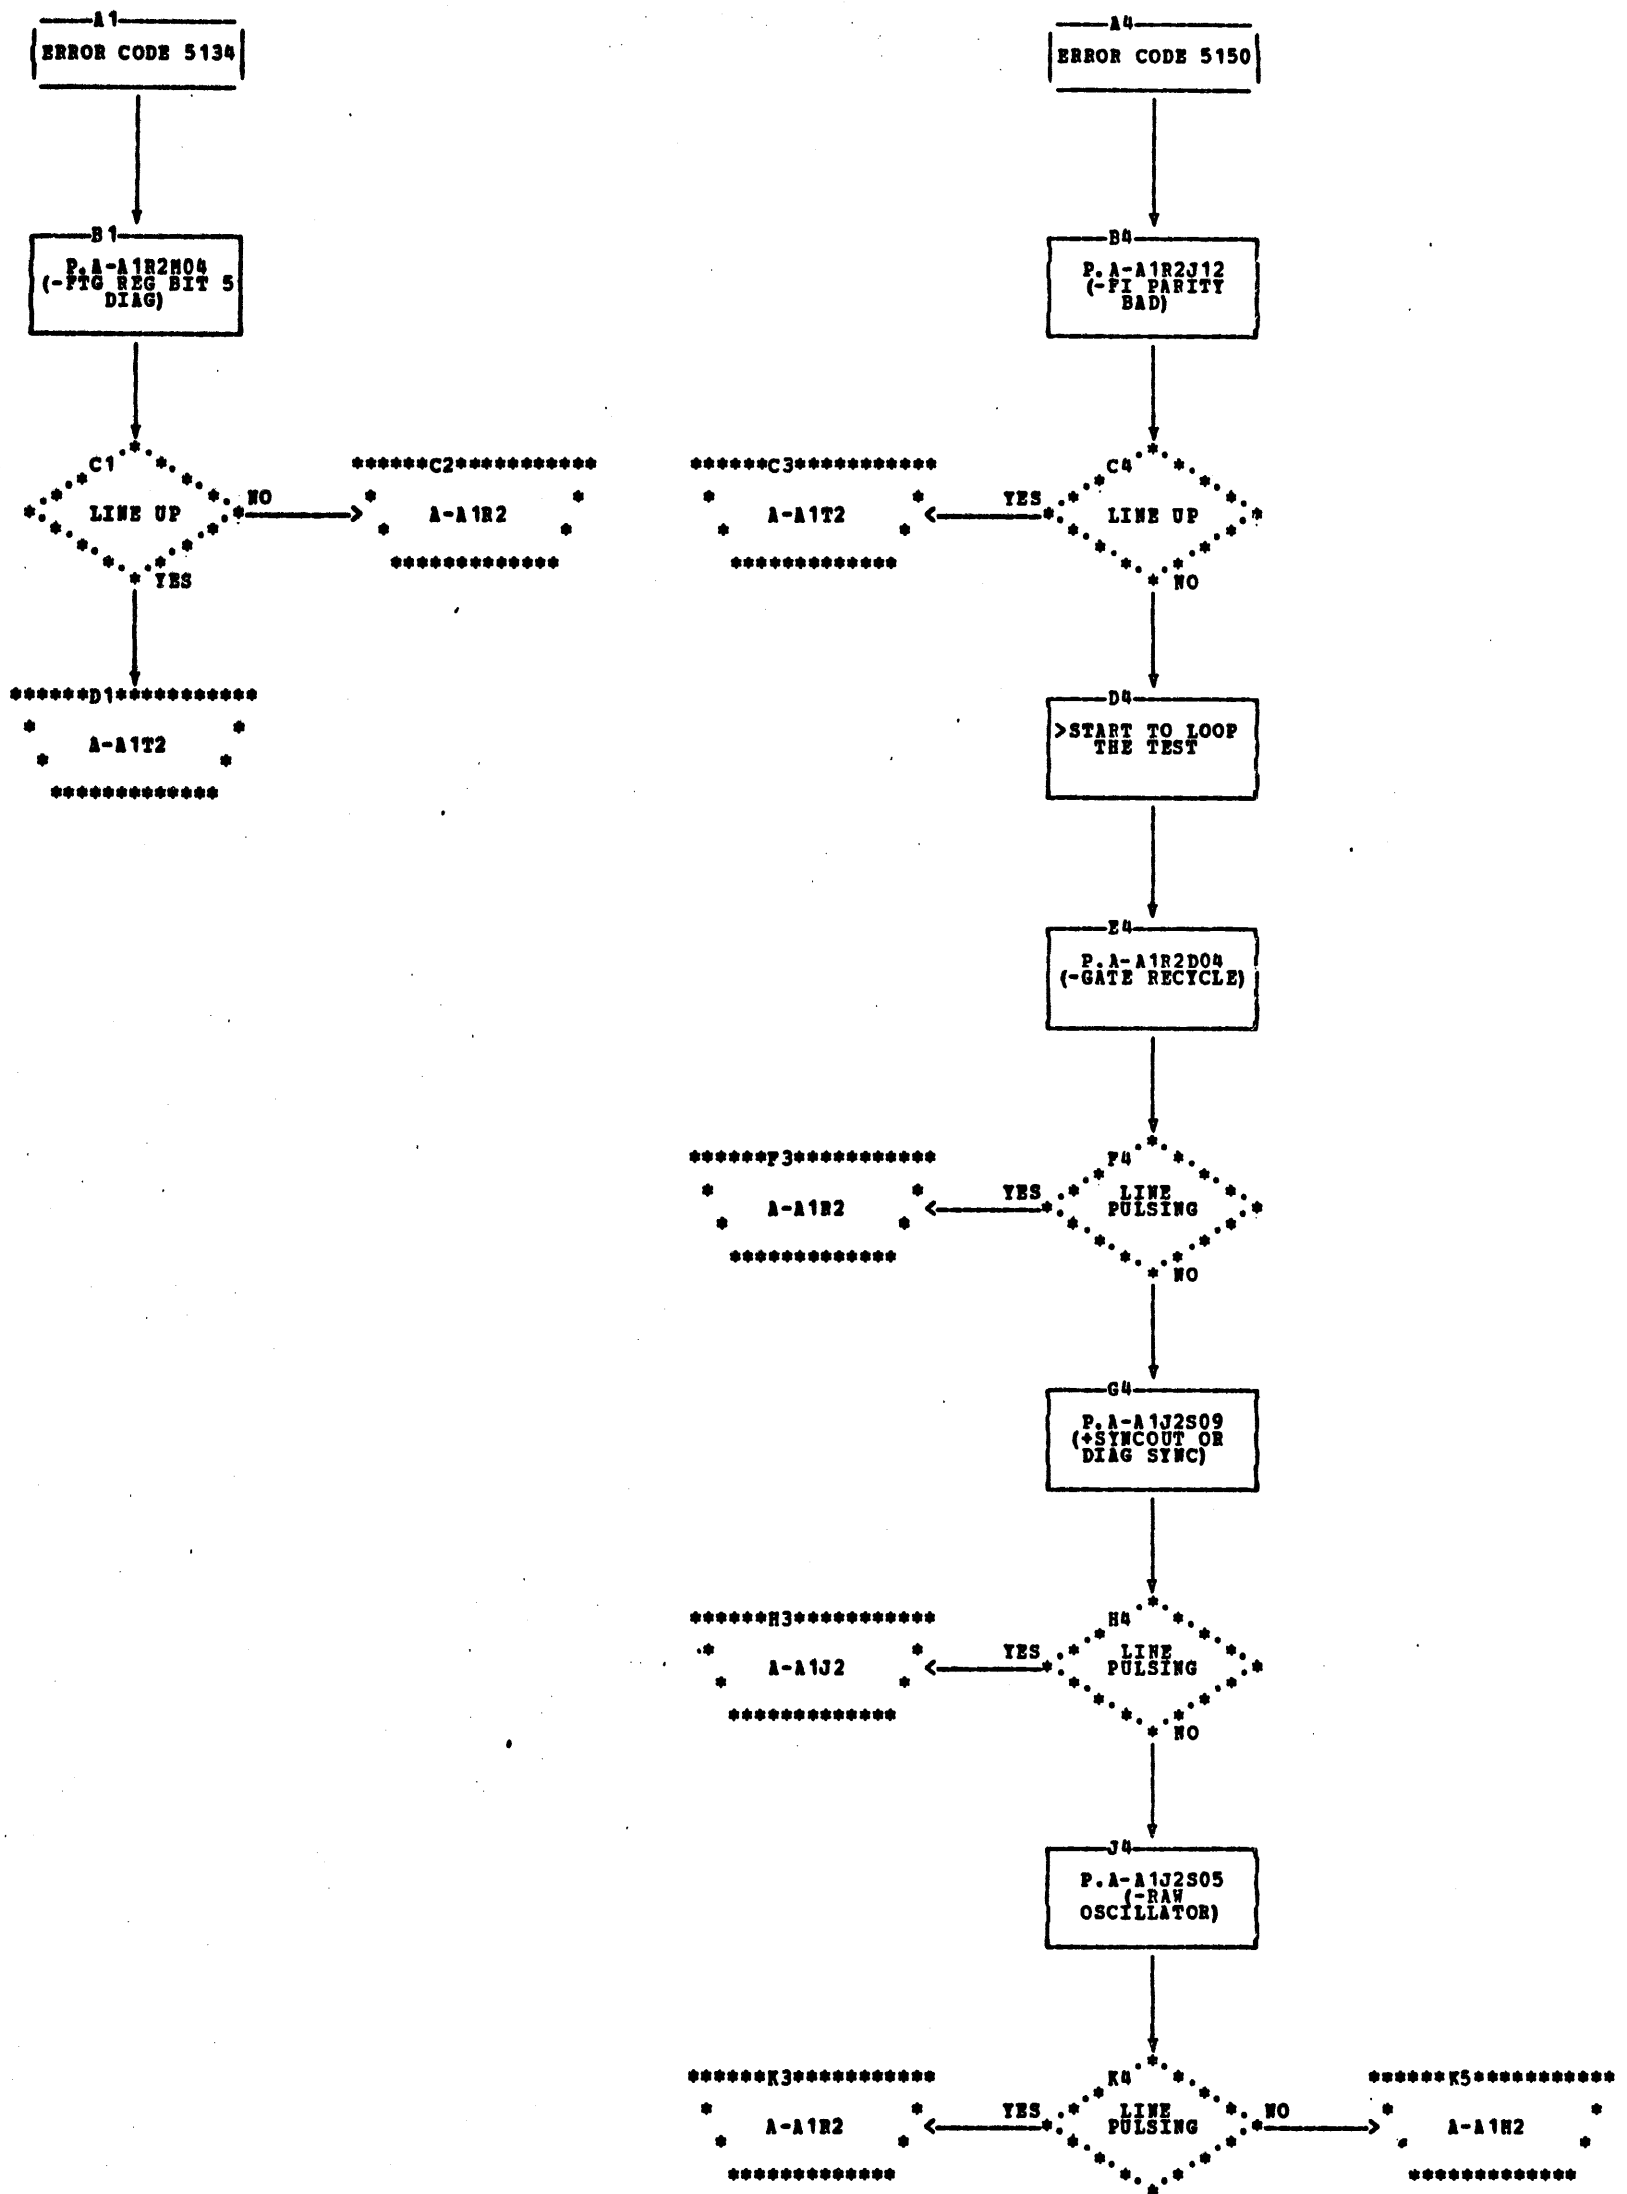 A1
ERROR CODE 5134
B1
P.A-A1R2M04
(-PTG REG BIT 5
DIAG)
C1
LINE UP
NO
YES
C2
A-A1R2
D1
A-A1T2
A4
ERROR CODE 5150
B4
P.A-A1R2J12
(-PI PARITY
BAD)
C3
A-A1T2
YES
C4
LINE UP
NO
D4
>START TO LOOP
THE TEST
E4
P.A-A1R2D04
(-GATE RECYCLE)
F3
A-A1R2
YES
F4
LINE
PULSING
NO
G4
P.A-A1J2S09
(+SYNCOUT OR
DIAG SYNC)
H3
A-A1J2
YES
H4
LINE
PULSING
NO
J4
P.A-A1J2S05
(-RAW
OSCILLATOR)
K3
A-A1R2
YES
K4
LINE
PULSING
NO
K5
A-A1H2